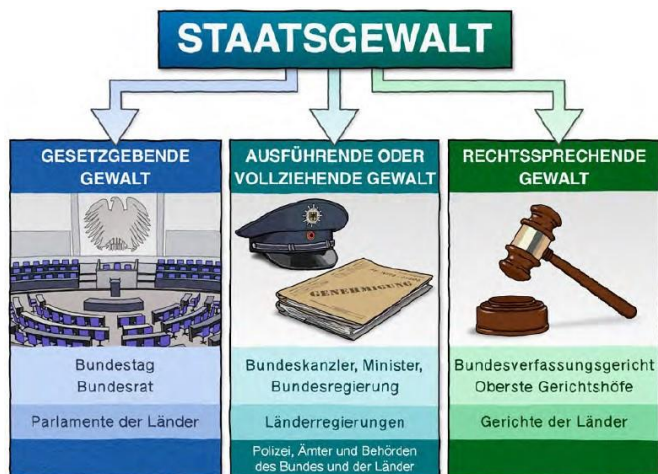 STAATSGEWALT
GESETZGEBENDE
GEWALT
Bundestag
Bundesrat
Parlamente der Länder
AUSFÜHRENDE ODER
VOLLZIEHENDE GEWALT
GENEHMIGUNG
Bundeskanzler, Minister,
Bundesregierung
Länderregierungen
Polizei, Ämter und Behörden
des Bundes und der Länder
RECHTSSPRECHENDE
GEWALT
Bundesverfassungsgericht
Oberste Gerichtshöfe
Gerichte der Länder